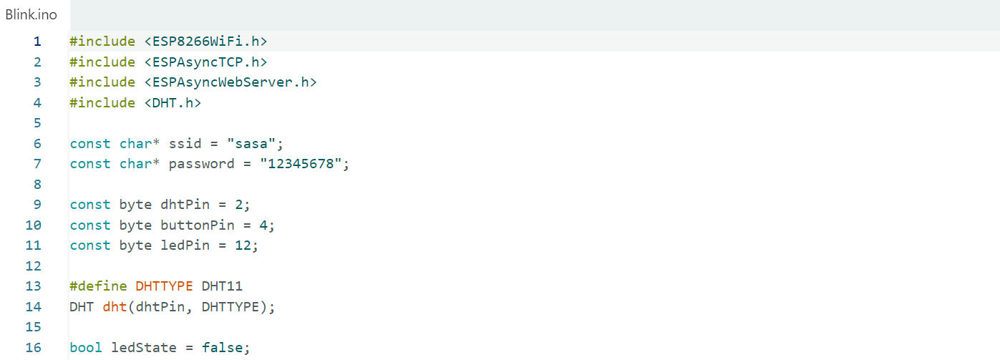 Blink.ino
1 #include <ESP8266WiFi.h>
2 #include <ESPAsyncTCP.h>
3 #include <ESPAsyncWebServer.h>
4 #include <DHT.h>
5
6 const char* ssid = "sasa";
7 const char* password = "12345678";
8
9 const byte dhtPin = 2;
10 const byte buttonPin = 4;
11 const byte ledPin = 12;
12
13 #define DHTTYPE DHT11
14 DHT dht(dhtPin, DHTTYPE);
15
16 bool ledState = false;